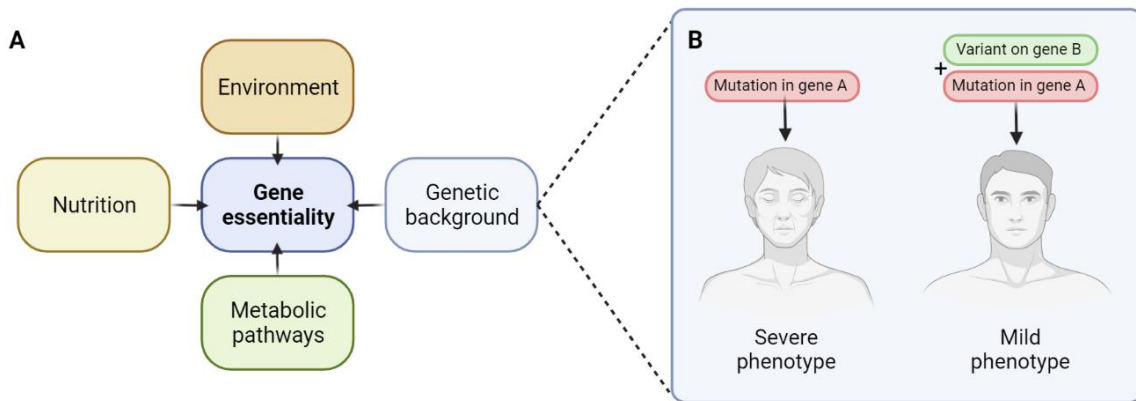 A
Environment
Nutrition
Gene
essentiality
Genetic
background
Metabolic
pathways
B
Mutation in gene A
Severe
phenotype
Variant on gene B
+
Mutation in gene A
Mild
phenotype